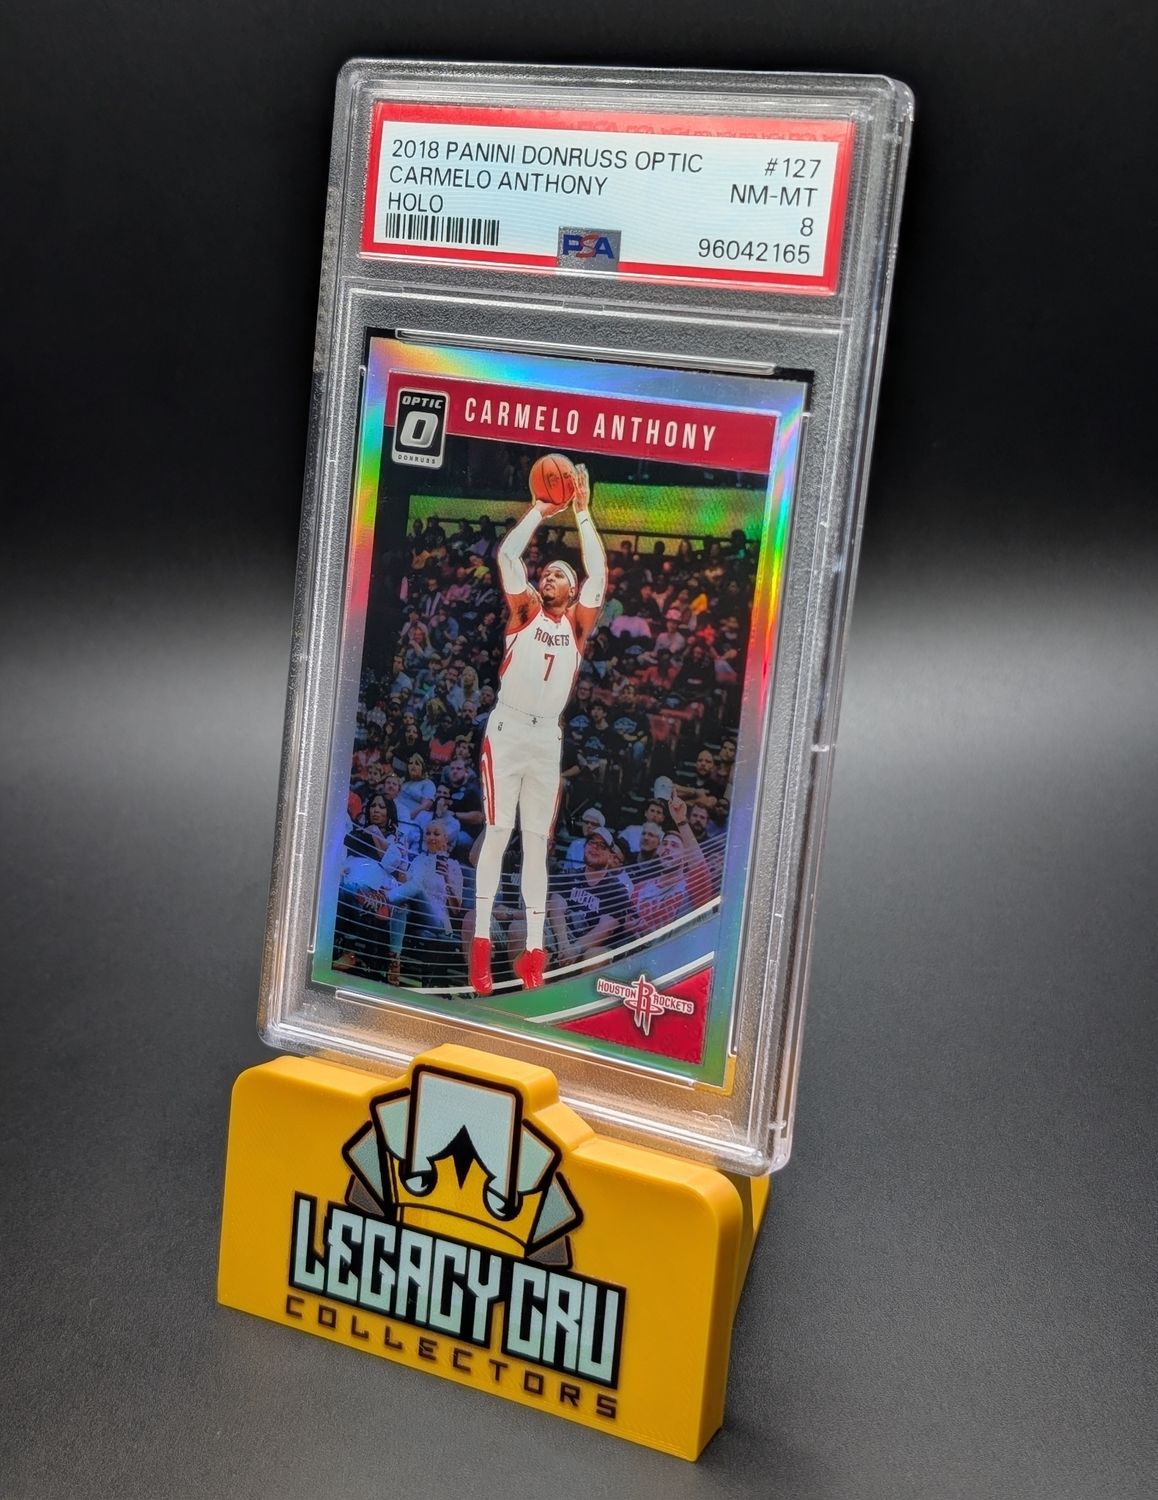 2018 PANINI DONRUSS OPTIC #127
CARMELO ANTHONY NM-MT
HOLO 8
PSA 96042165
OPTIC
DONRUSS
CARMELO ANTHONY
ROCKETS
7
HOUSTON ROCKETS
LEGACY CRU
COLLECTORS